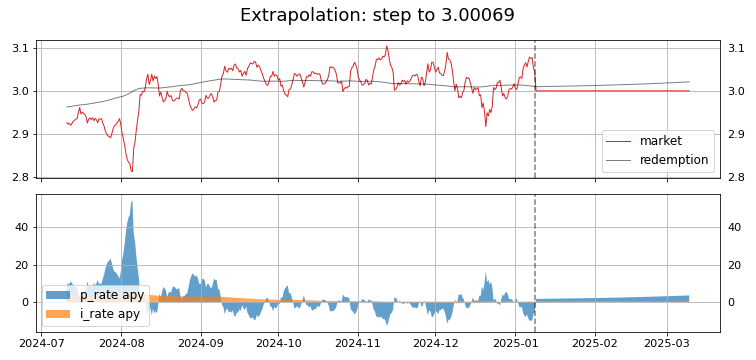 Extrapolation: step to 3.00069
3.1 3.1
3.0 3.0
2.9 2.9
2.8 2.8
market
redemption
40 40
20 20
0 0
p_rate apy
i_rate apy
2024-07 2024-08 2024-09 2024-10 2024-11 2024-12 2025-01 2025-02 2025-03